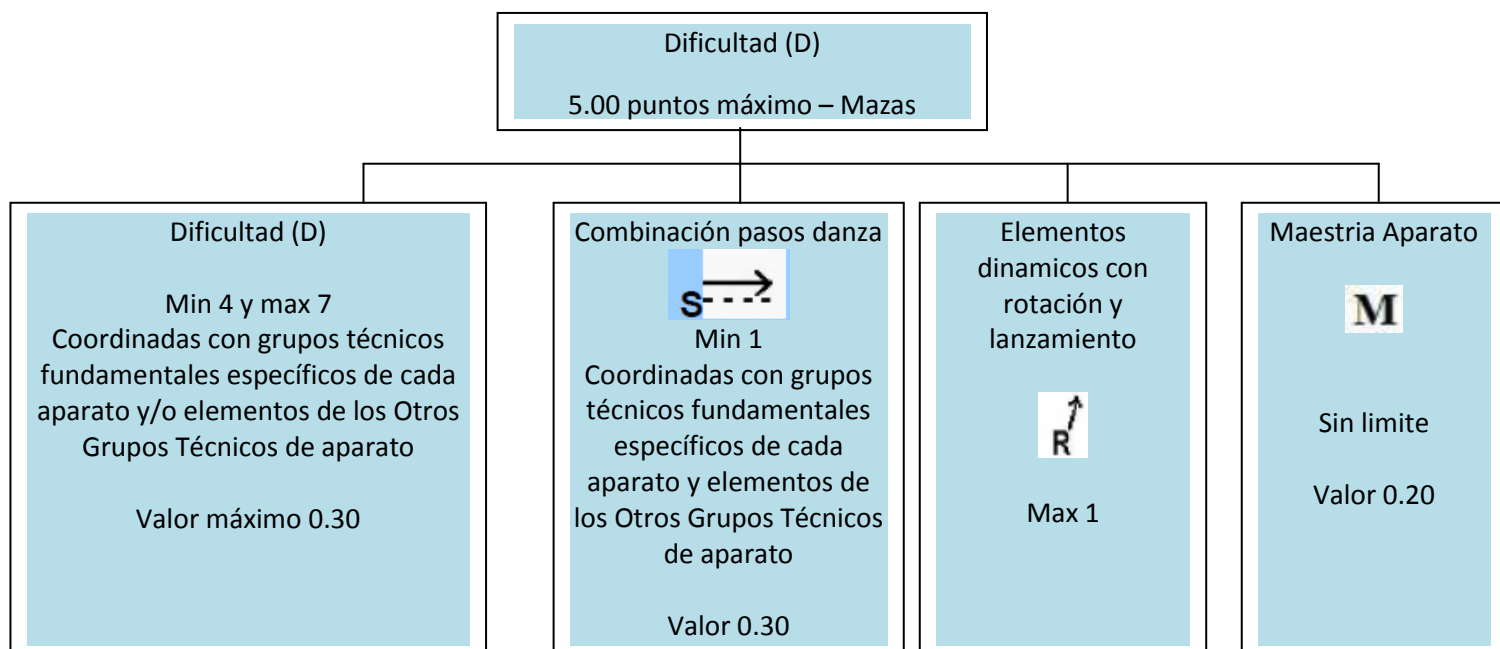 Dificultad (D)
5.00 puntos máximo – Mazas
Dificultad (D)
Min 4 y max 7
Coordinadas con grupos técnicos
fundamentales específicos de cada
aparato y/o elementos de los Otros
Grupos Técnicos de aparato
Valor máximo 0.30
Combinación pasos danza
S
Min 1
Coordinadas con grupos
técnicos fundamentales
específicos de cada
aparato y elementos de
los Otros Grupos Técnicos
de aparato
Valor 0.30
Elementos
dinamicos con
rotación y
lanzamiento
R
Max 1
Maestria Aparato
M
Sin limite
Valor 0.20